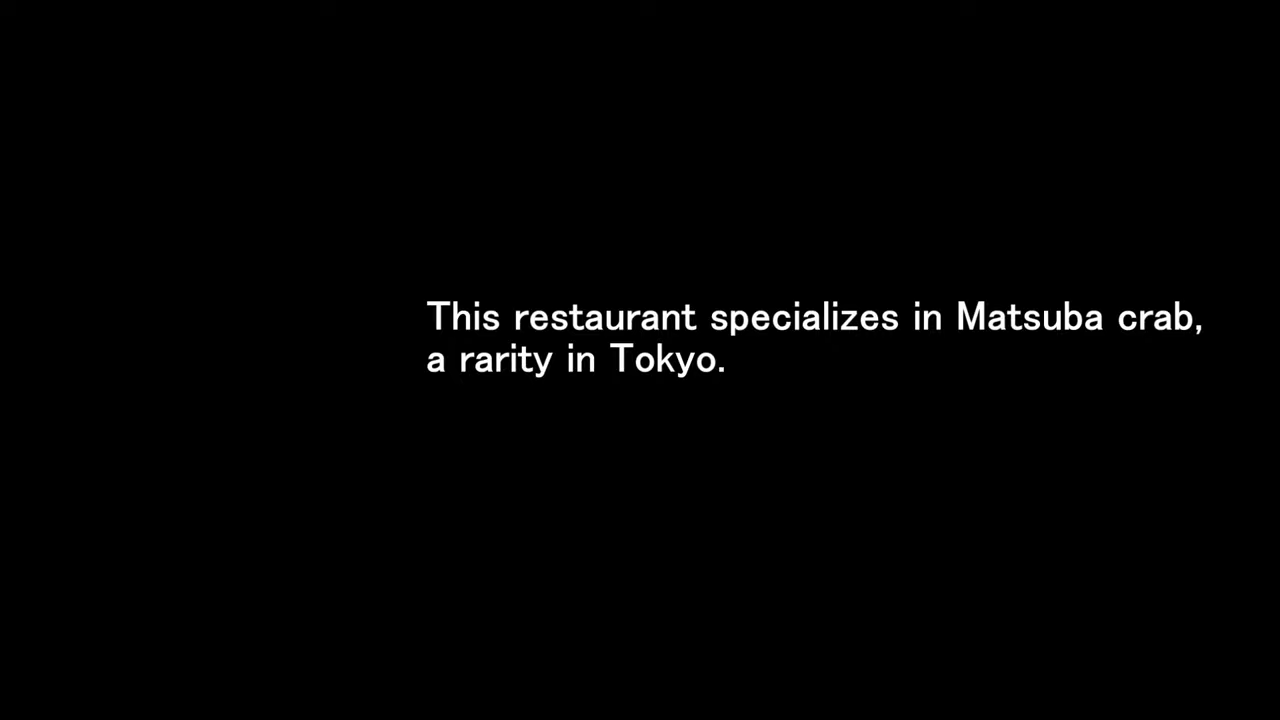 This restaurant specializes in Matsuba crab,
a rarity in Tokyo.